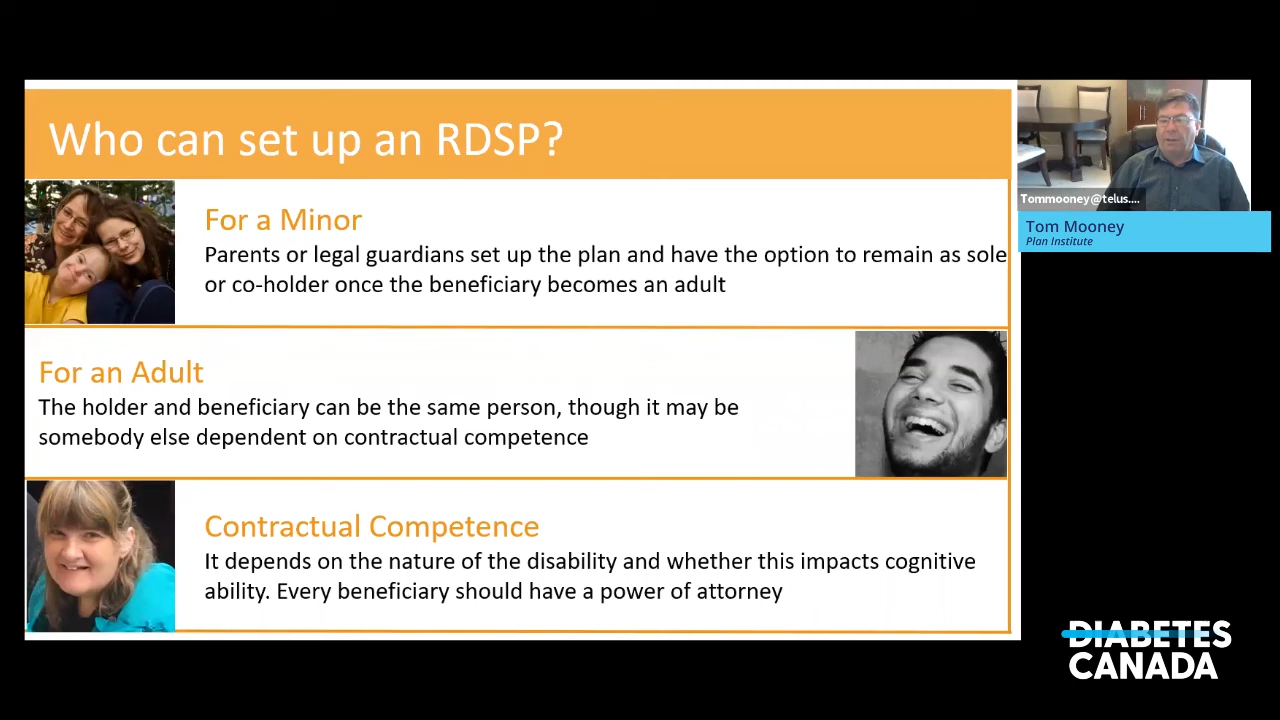 Who can set up an RDSP?
For a Minor
Parents or legal guardians set up the plan and have the option to remain as sole
or co-holder once the beneficiary becomes an adult
For an Adult
The holder and beneficiary can be the same person, though it may be
somebody else dependent on contractual competence
Contractual Competence
It depends on the nature of the disability and whether this impacts cognitive
ability. Every beneficiary should have a power of attorney
Tommooney@telus....
Tom Mooney
Plan Institute
DIABETES
CANADA